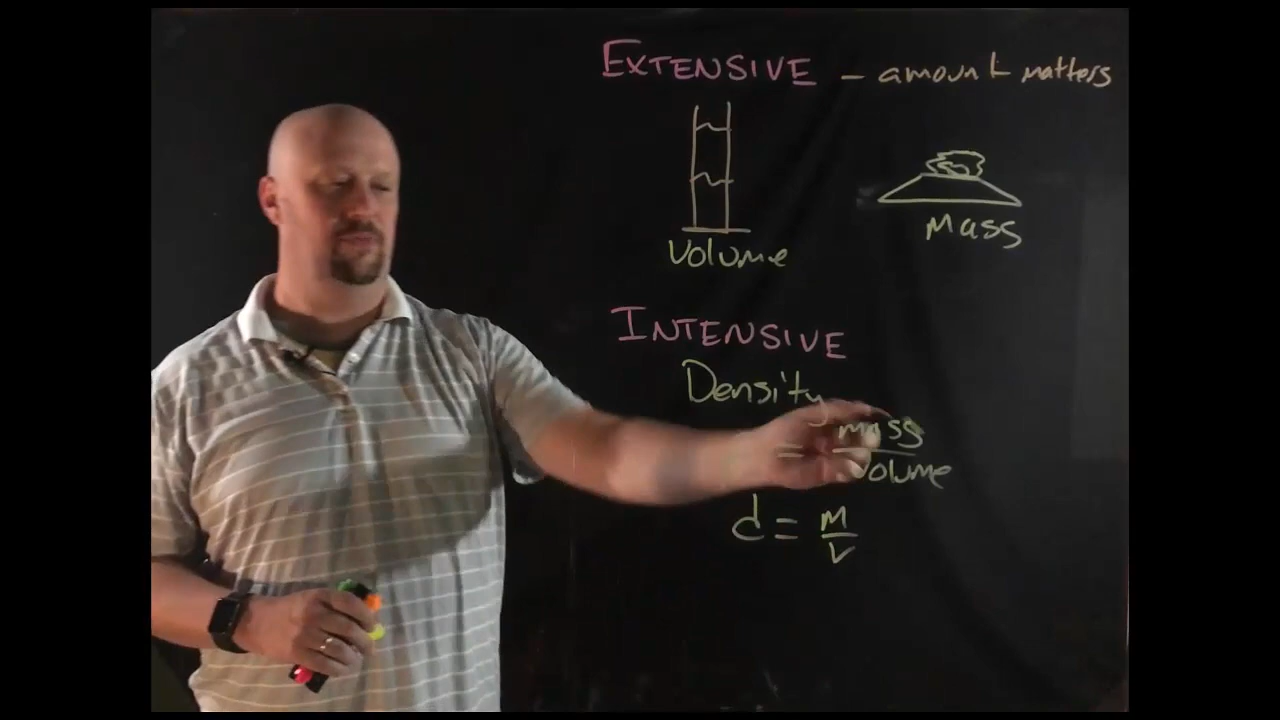 EXTENSIVE - amount matters
Volume
Mass
INTENSIVE
Density
= mass
volume
d = m
v